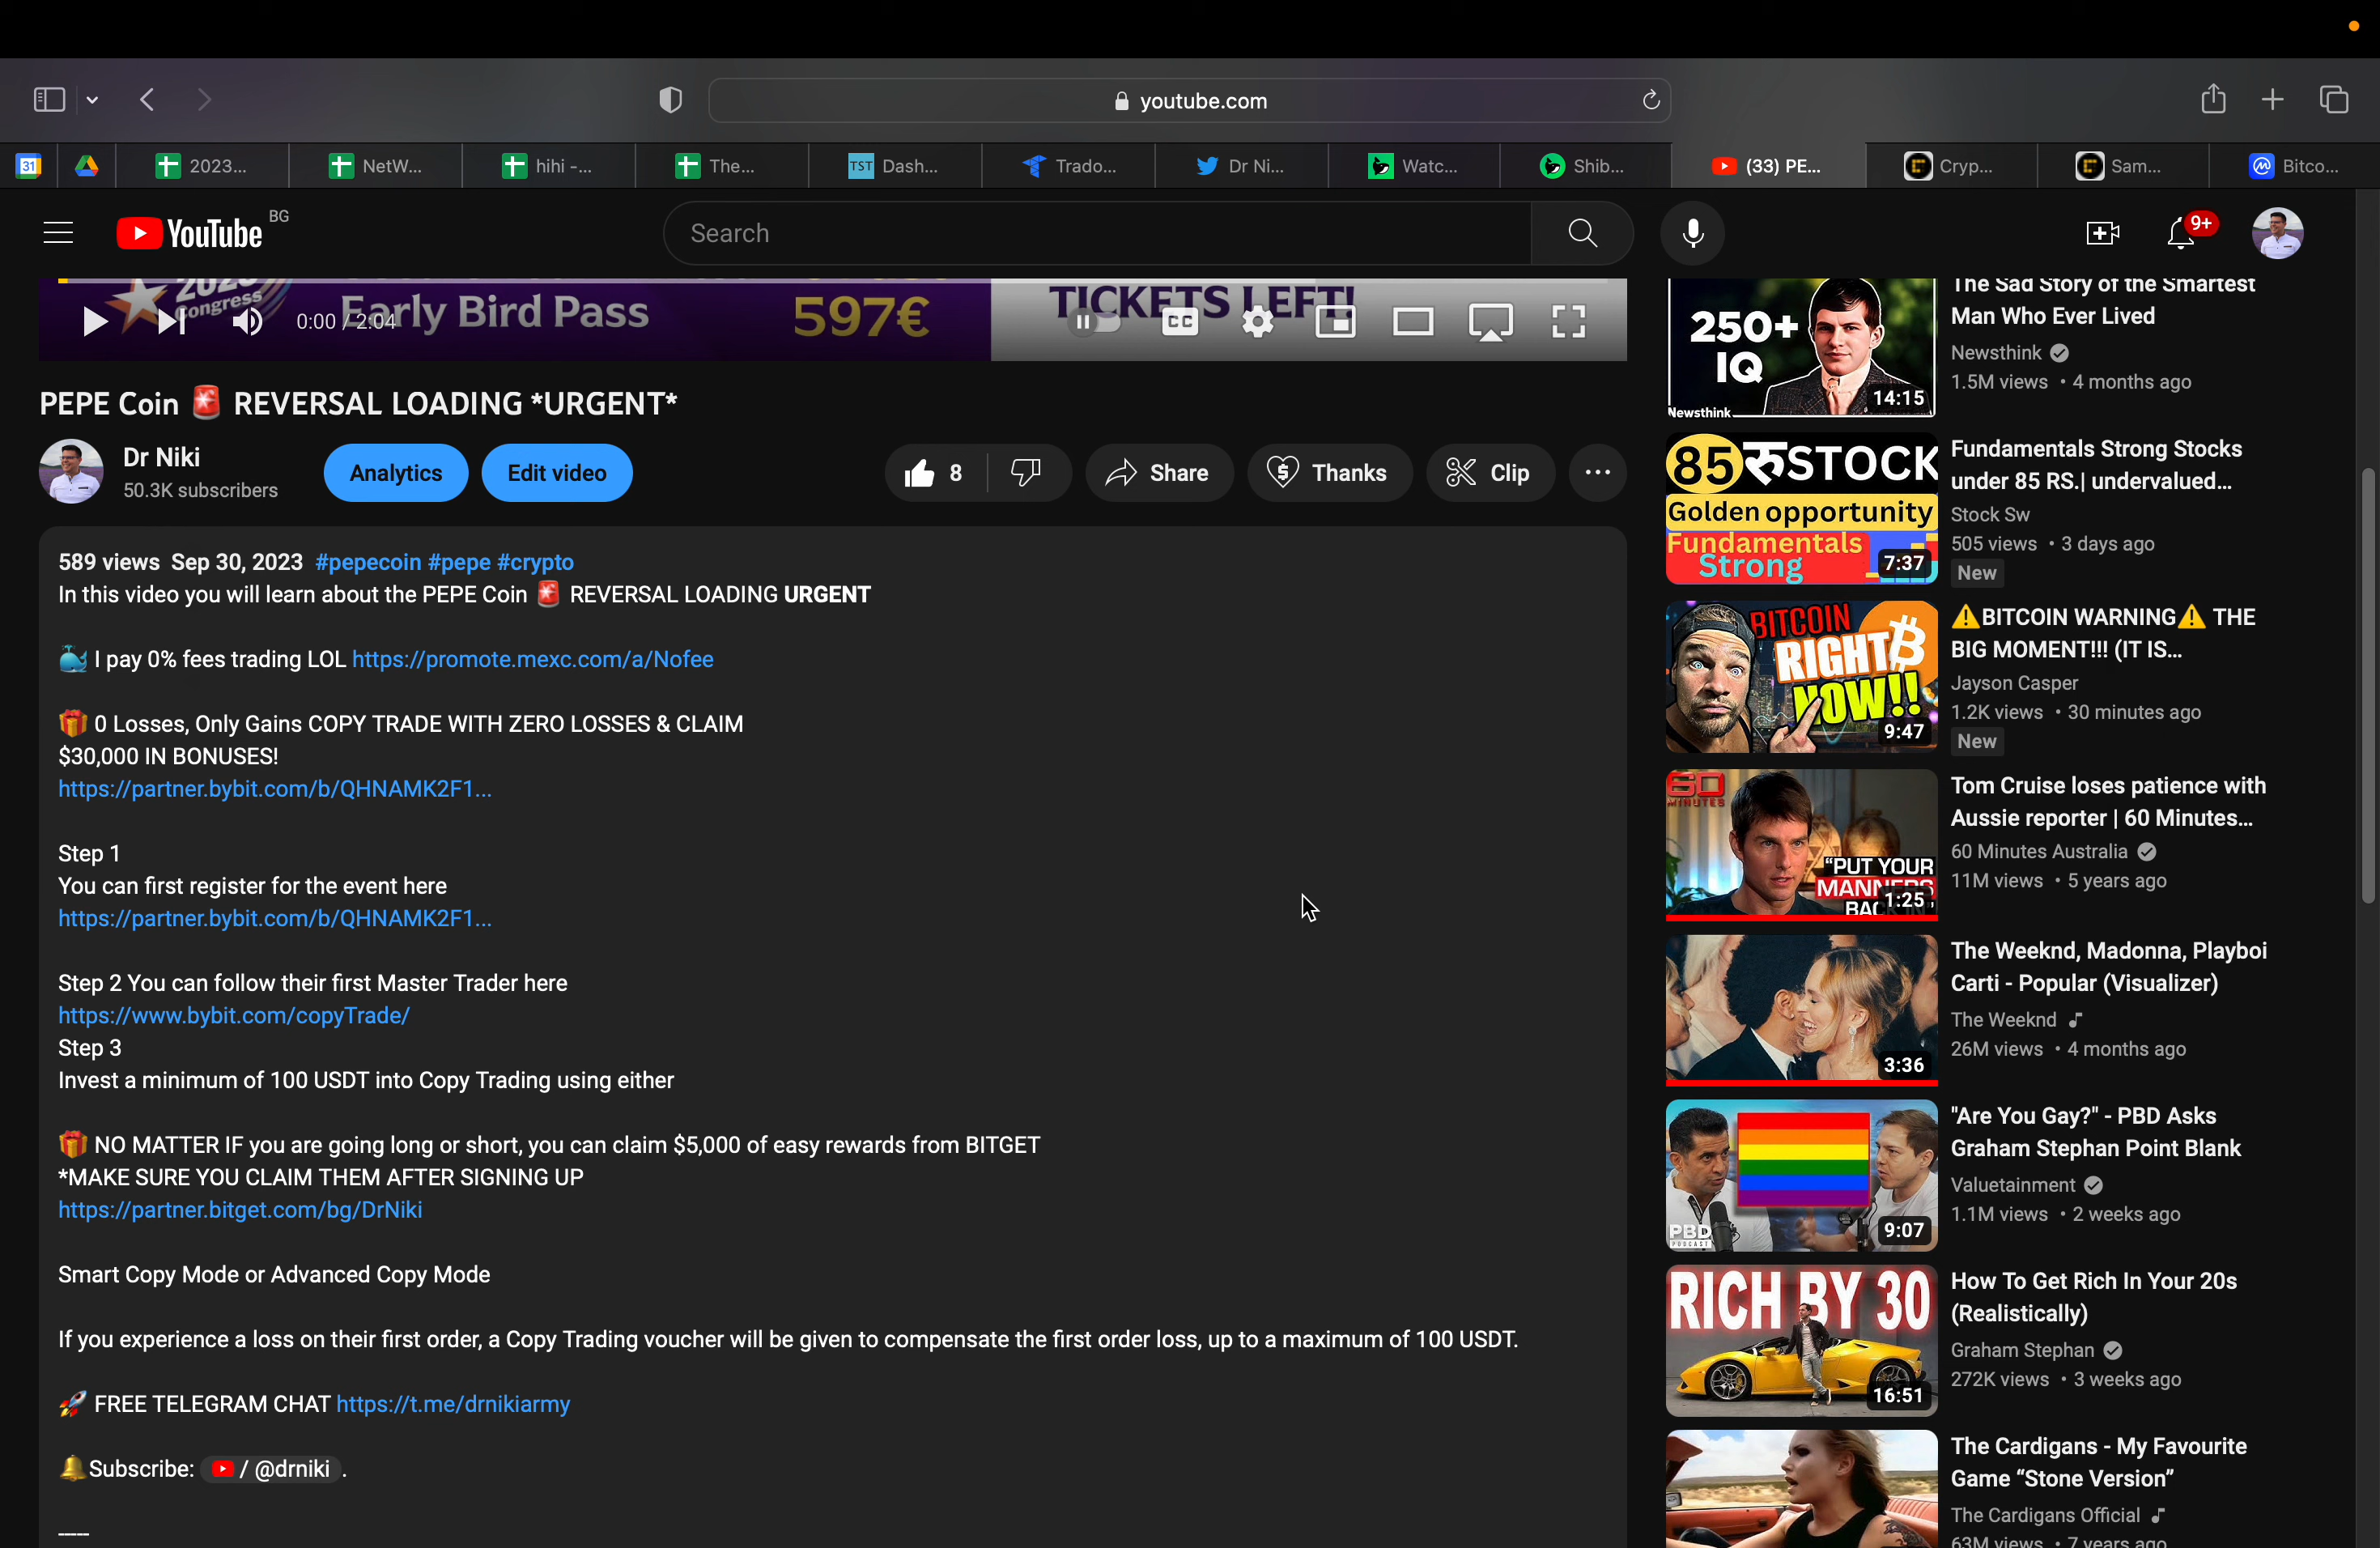 youtube.com
31
2023...
NetW...
hihi -...
The...
TST Dash...
Trado...
Dr Ni...
Watc...
Shib...
(33) PE...
Cryp...
Sam...
Bitco...
YouTube BG
Search
9+
2023
Congress
Early Bird Pass
597€
TICKETS LEFT!
0:00 / 2:04
CC
PEPE Coin 🚨 REVERSAL LOADING *URGENT*
Dr Niki
50.3K subscribers
Analytics
Edit video
8
Share
Thanks
Clip
589 views Sep 30, 2023 #pepecoin #pepe #crypto
In this video you will learn about the PEPE Coin 🚨 REVERSAL LOADING URGENT
🐳 I pay 0% fees trading LOL https://promote.mexc.com/a/Nofee
🎁 0 Losses, Only Gains COPY TRADE WITH ZERO LOSSES & CLAIM
$30,000 IN BONUSES!
https://partner.bybit.com/b/QHNAMK2F1...
Step 1
You can first register for the event here
https://partner.bybit.com/b/QHNAMK2F1...
Step 2 You can follow their first Master Trader here
https://www.bybit.com/copyTrade/
Step 3
Invest a minimum of 100 USDT into Copy Trading using either
🎁 NO MATTER IF you are going long or short, you can claim $5,000 of easy rewards from BITGET
*MAKE SURE YOU CLAIM THEM AFTER SIGNING UP
https://partner.bitget.com/bg/DrNiki
Smart Copy Mode or Advanced Copy Mode
If you experience a loss on their first order, a Copy Trading voucher will be given to compensate the first order loss, up to a maximum of 100 USDT.
🚀 FREE TELEGRAM CHAT https://t.me/drnikiarmy
🔔Subscribe: / @drniki .
-----
250+
IQ
Newsthink
14:15
The Sad Story of the Smartest
Man Who Ever Lived
Newsthink
1.5M views • 4 months ago
85 रु STOCK
Golden opportunity
Fundamentals
Strong
7:37
Fundamentals Strong Stocks
under 85 RS.| undervalued...
Stock Sw
505 views • 3 days ago
New
BITCOIN
RIGHT
NOW!!
9:47
⚠️BITCOIN WARNING⚠️ THE
BIG MOMENT!!! (IT IS...
Jayson Casper
1.2K views • 30 minutes ago
New
60
MINUTES
"PUT YOUR
MANNERS
BACK IN"
1:25
Tom Cruise loses patience with
Aussie reporter | 60 Minutes...
60 Minutes Australia
11M views • 5 years ago
3:36
The Weeknd, Madonna, Playboi
Carti - Popular (Visualizer)
The Weeknd
26M views • 4 months ago
PBD
PODCAST
9:07
"Are You Gay?" - PBD Asks
Graham Stephan Point Blank
Valuetainment
1.1M views • 2 weeks ago
RICH BY 30
16:51
How To Get Rich In Your 20s
(Realistically)
Graham Stephan
272K views • 3 weeks ago
The Cardigans - My Favourite
Game “Stone Version”
The Cardigans Official
63M views • 7 years ago